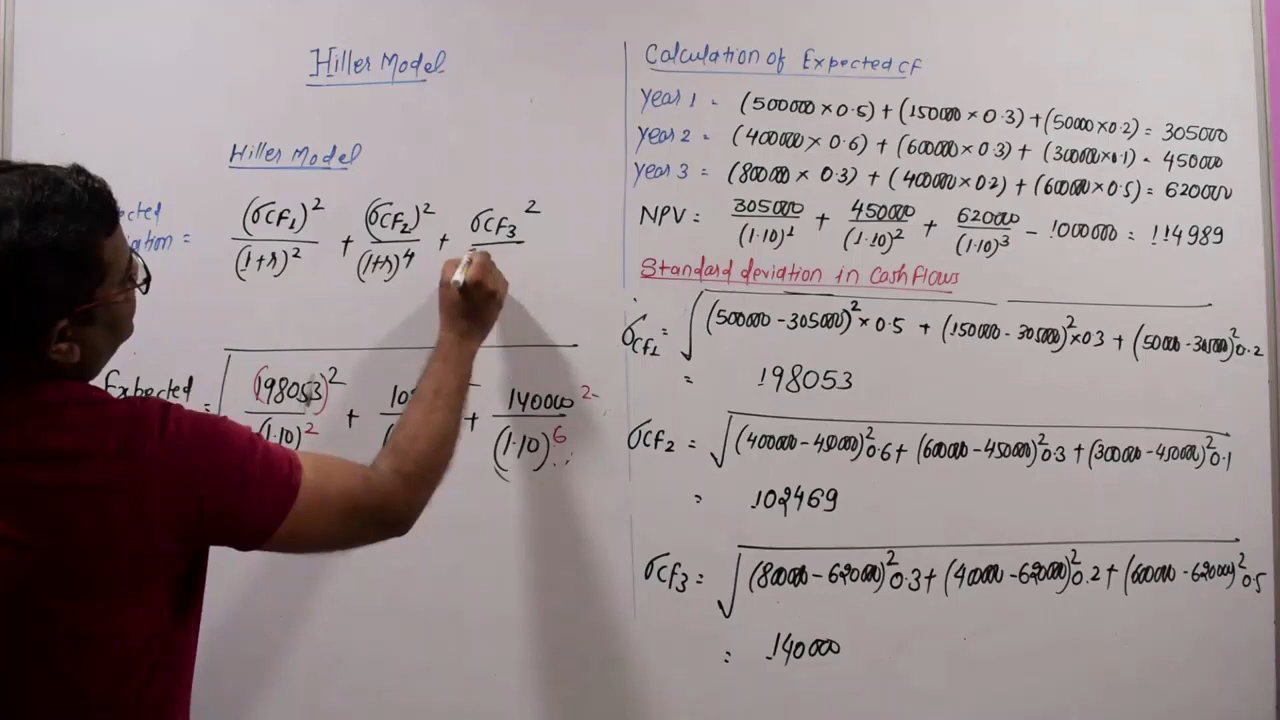 Hiller Model
Hiller Model
= (σCF₁)²/(1+r)² + (σCF₂)²/(1+r)⁴ + σCF₃²
Expected = √ (198053)²/(1.10)² + + 140000²/(1.10)⁶
Calculation of Expected CF
Year 1 = (500000 × 0.5) + (150000 × 0.3) + (50000 × 0.2) = 305000
Year 2 = (400000 × 0.6) + (600000 × 0.3) + (300000 × 0.1) = 450000
Year 3 = (800000 × 0.3) + (400000 × 0.2) + (600000 × 0.5) = 620000
NPV = 305000/(1.10)¹ + 450000/(1.10)² + 620000/(1.10)³ - 1000000 = 114989
Standard deviation in Cashflows
σCF₁ = √ (500000 - 305000)² × 0.5 + (150000 - 305000)² × 0.3 + (50000 - 305000)² 0.2
= 198053
σCF₂ = √ (400000 - 450000)² 0.6 + (600000 - 450000)² 0.3 + (300000 - 450000)² 0.1
= 102469
σCF₃ = √ (800000 - 620000)² 0.3 + (400000 - 620000)² 0.2 + (600000 - 620000)² 0.5
= 140000